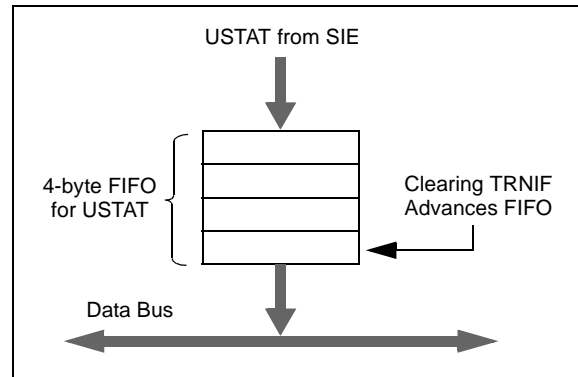 USTAT from SIE
4-byte FIFO
for USTAT
Clearing TRNIF
Advances FIFO
Data Bus